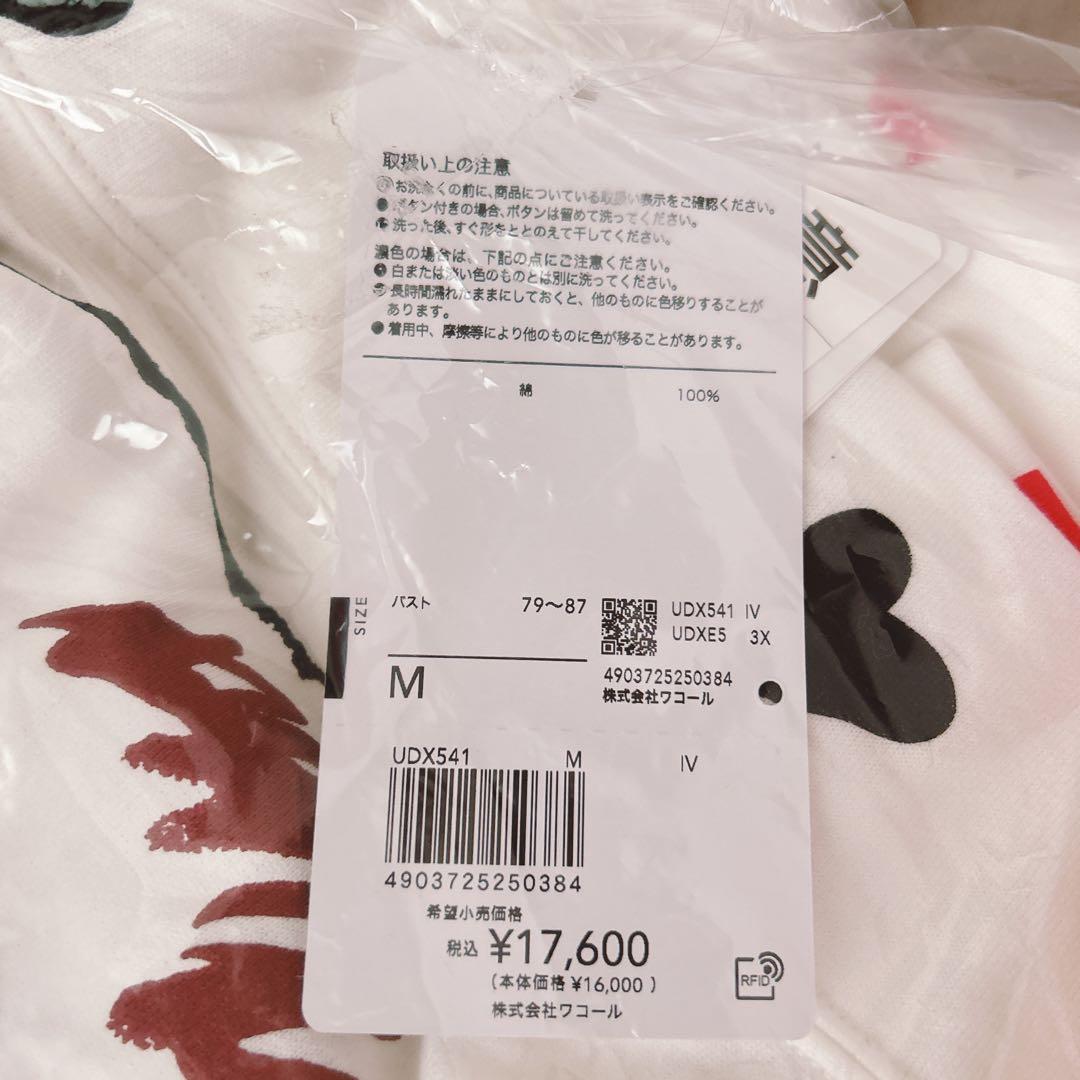 取扱い上の注意
お洗濯の前に、商品についている取扱い表示をご確認ください。
●ボタン付きの場合、ボタンは留めて洗ってください。
●洗った後、すぐ形をととのえて干してください。
濃色の場合は、下記の点にご注意ください。
●白または淡い色のものとは別に洗ってください。
●長時間濡れたままにしておくと、他のものに色移りすることが
あります。
●着用中、摩擦等により他のものに色が移ることがあります。
意
綿 100%
SIZE
バスト 79〜87
UDX541 IV
UDXE5 3X
M
4903725250384
株式会社ワコール
UDX541 M IV
4903725250384
希望小売価格
税込 ¥17,600
(本体価格 ¥16,000 )
株式会社ワコール
RFID